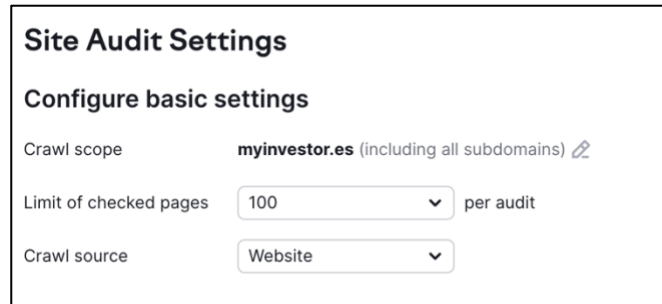 Site Audit Settings
Configure basic settings
Crawl scope myinvestor.es (including all subdomains)
Limit of checked pages 100 per audit
Crawl source Website